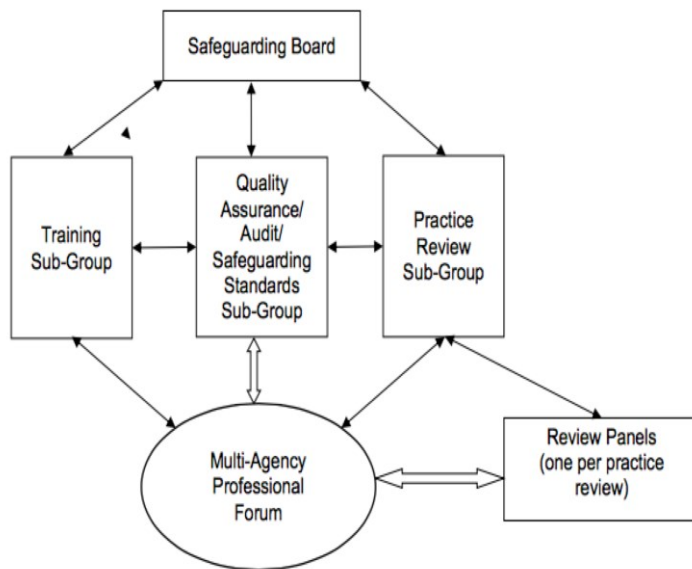 Safeguarding Board
Training
Sub-Group
Quality
Assurance/
Audit/
Safeguarding
Standards
Sub-Group
Practice
Review
Sub-Group
Multi-Agency
Professional
Forum
Review Panels
(one per practice
review)